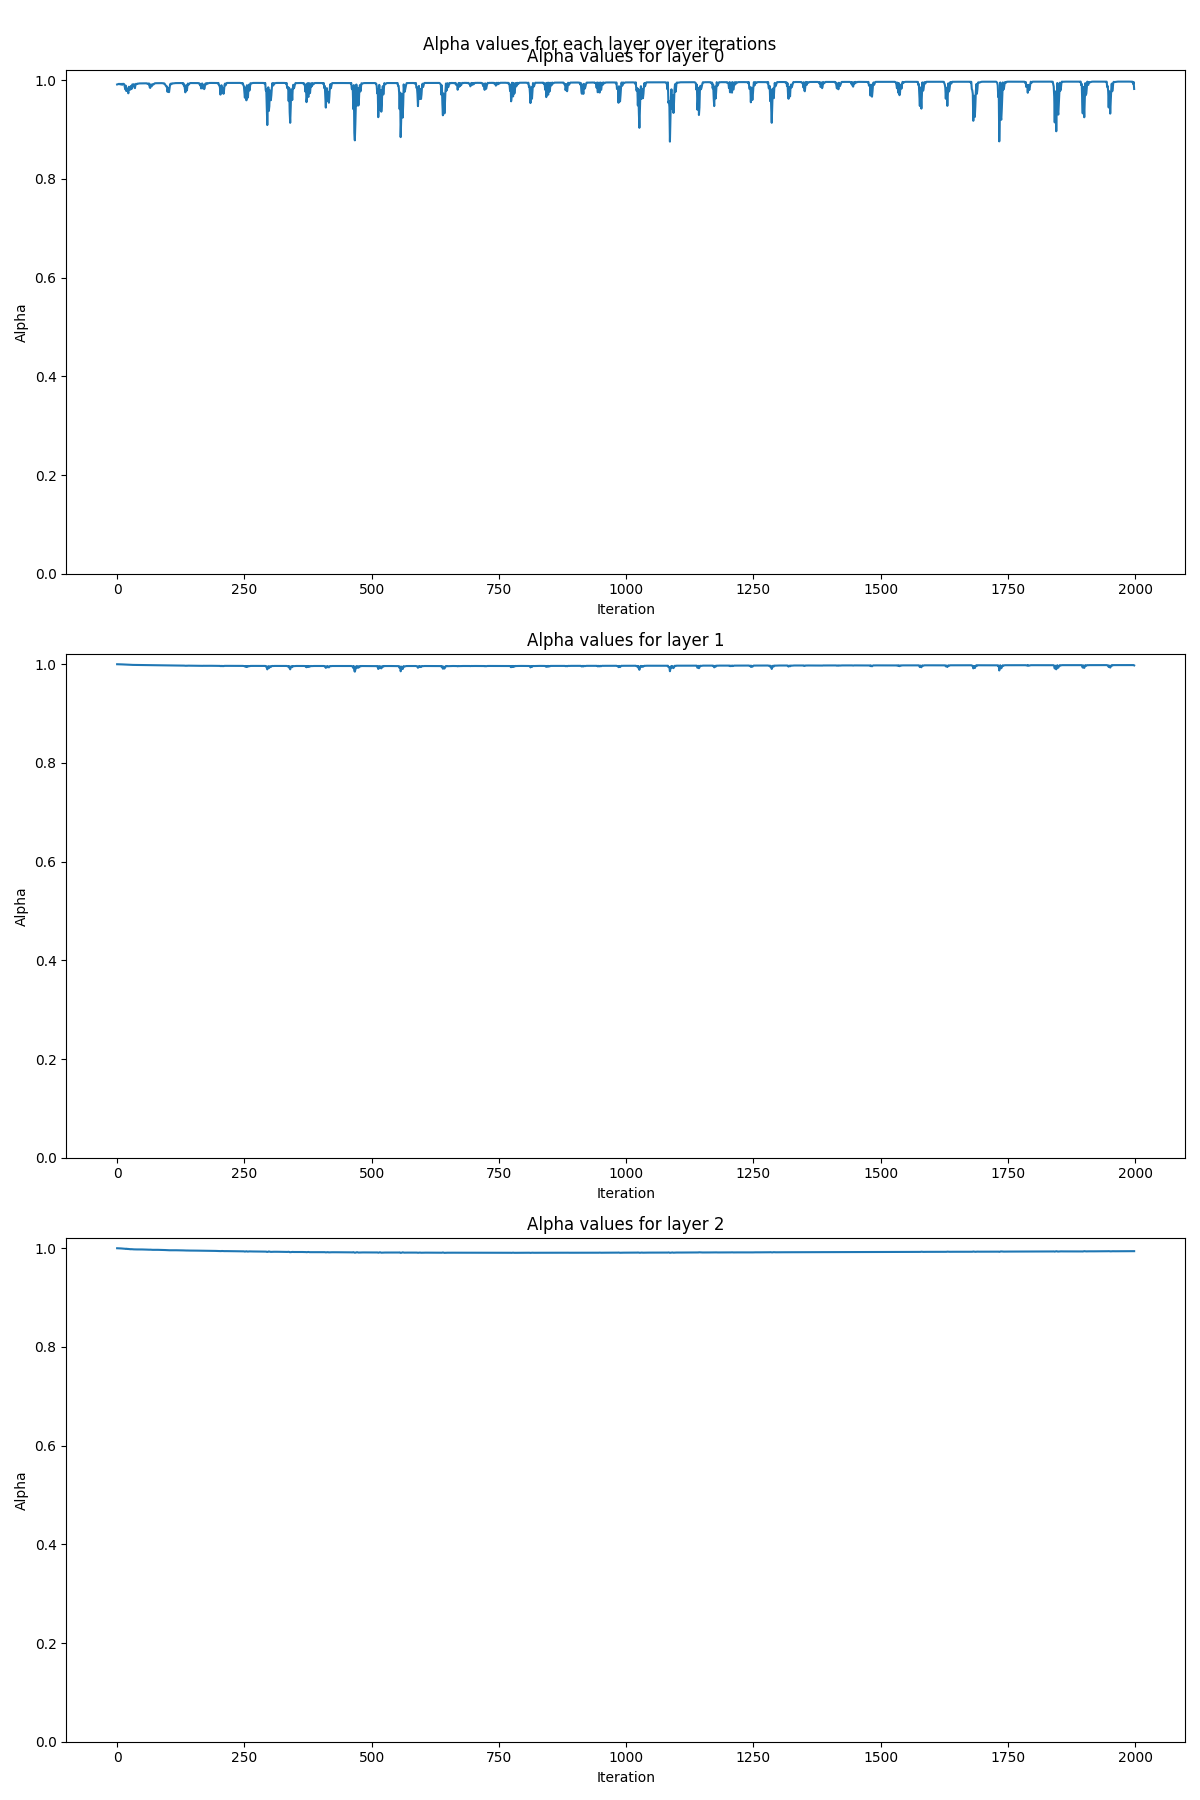 Alpha values for each layer over iterations
Alpha values for layer 0
1.0
0.8
0.6
0.4
0.2
0.0
Alpha
0 250 500 750 1000 1250 1500 1750 2000
Iteration
Alpha values for layer 1
1.0
0.8
0.6
0.4
0.2
0.0
Alpha
0 250 500 750 1000 1250 1500 1750 2000
Iteration
Alpha values for layer 2
1.0
0.8
0.6
0.4
0.2
0.0
Alpha
0 250 500 750 1000 1250 1500 1750 2000
Iteration